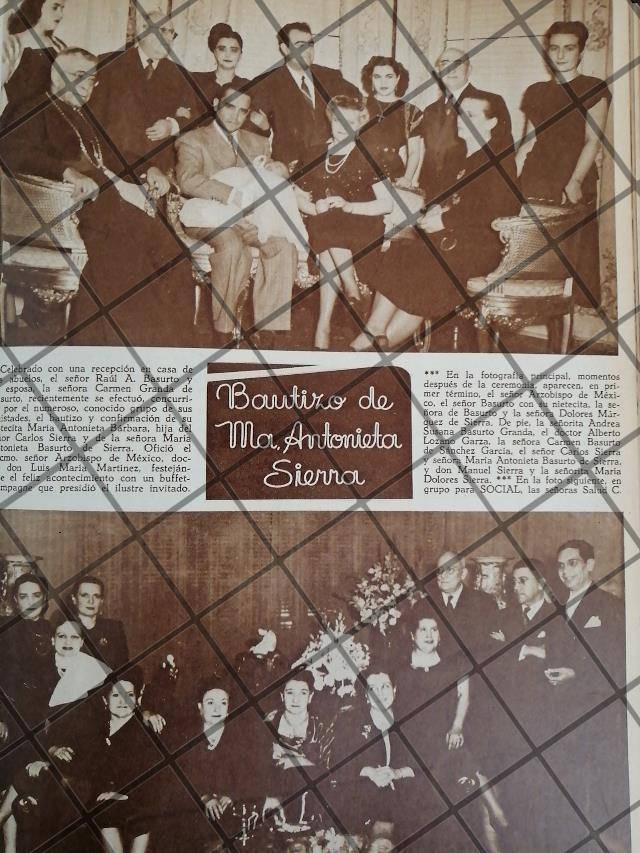 Celebrado con una recepción en casa de
abuelos, el señor Raúl A. Basurto y
esposa, la señora Carmen Granda de
surto, recientemente se efectuó, concurri-
por el numeroso, conocido grupo de sus
istades, el bautizo y confirmación de su
tecita María Antonieta Bárbara, hija del
ior Carlos Sierra y de la señora María
tonieta Basurto de Sierra. Ofició el
cmo. señor Arzobispo de México, doc-
don Luis María Martínez, festeján-
e el feliz acontecimiento con un buffet-
mpagne que presidió el ilustre invitado.
Bautizo de
Ma. Antonieta
Sierra
*** En la fotografía principal, momentos
después de la ceremonia, aparecen, en pri-
mer término, el señor Arzobispo de Méxi-
co, el señor Basurto con su nietecita, la se-
ñora de Basurto y la señora Dolores Már-
quez de Sierra. De pie, la señorita Andrea
Susana Basurto Granda, el doctor Alberto
Lozano Garza, la señora Carmen Basurto
de Sánchez García, el señor Carlos Sierra
y señora María Antonieta Basurto de Sierra,
y don Manuel Sierra y la señorita María
Dolores Sierra. *** En la foto siguiente, en
grupo para SOCIAL, las señoras Salud C.